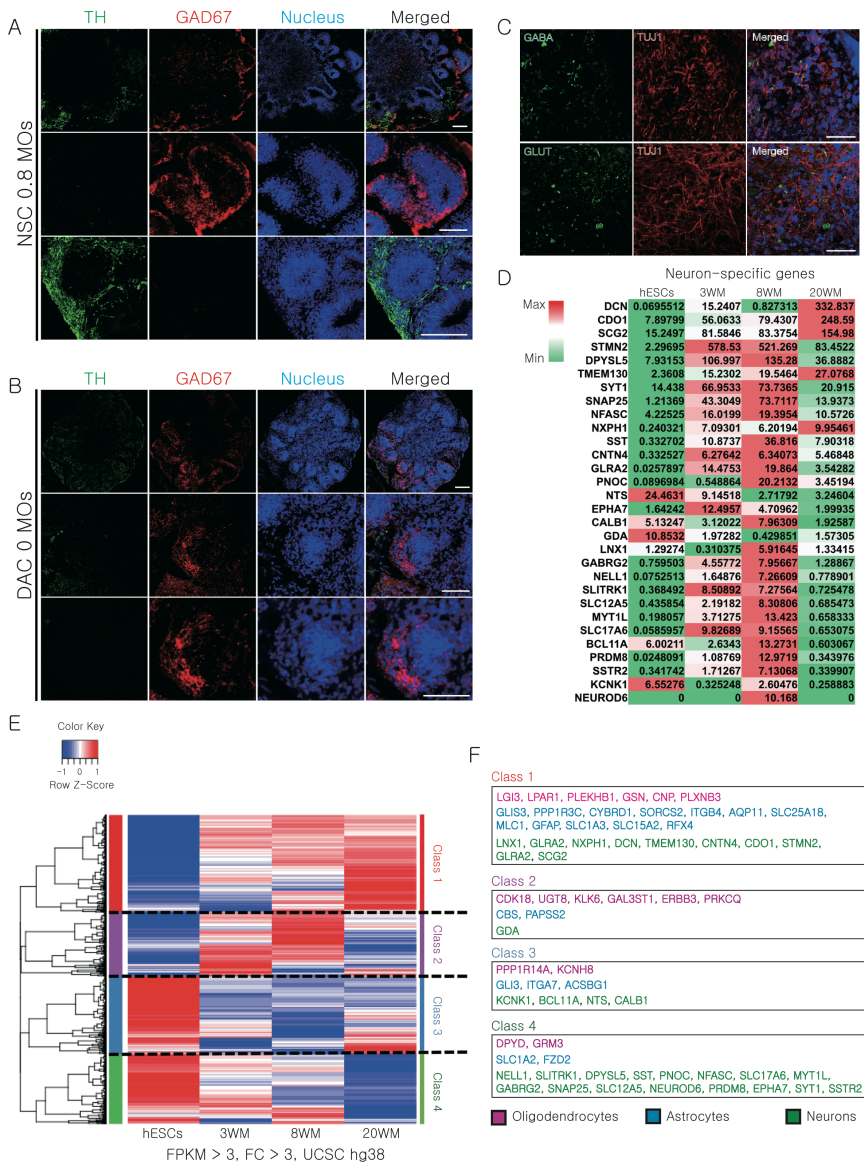 A
TH GAD67 Nucleus Merged
NSC 0.8 MOs
B
TH GAD67 Nucleus Merged
DAC 0 MOs
C
GABA TUJ1 Merged
GLUT TUJ1 Merged
D
Neuron-specific genes
Max
Min
hESCs 3WM 8WM 20WM
DCN 0.0695512 15.2407 0.827313 332.837
CDO1 7.89799 56.0633 79.4307 248.59
SCG2 15.2497 81.5846 83.3754 154.98
STMN2 2.29695 578.53 521.269 83.4522
DPYSL5 7.93153 106.997 135.28 36.8882
TMEM130 2.3608 15.2302 19.5464 27.0768
SYT1 14.438 66.9533 73.7365 20.915
SNAP25 1.21369 43.3049 73.7117 13.9373
NFASC 4.22525 16.0199 19.3954 10.5726
NXPH1 0.240321 7.09301 6.20194 9.95461
SST 0.332702 10.8737 36.816 7.90318
CNTN4 0.332527 6.27642 6.34073 5.46848
GLRA2 0.0257897 14.4753 19.864 3.54282
PNOC 0.0896984 0.548864 20.2132 3.45194
NTS 24.4631 9.14518 2.71792 3.24604
EPHA7 1.64242 12.4957 4.70962 1.99935
CALB1 5.13247 3.12022 7.96309 1.92587
GDA 10.8532 1.97282 0.429851 1.57305
LNX1 1.29274 0.310375 5.91645 1.33415
GABRG2 0.759503 4.55772 7.95667 1.28867
NELL1 0.0752513 1.64876 7.26609 0.778901
SLITRK1 0.368492 8.50892 7.27564 0.725478
SLC12A5 0.435854 2.19182 8.30806 0.685473
MYT1L 0.198057 3.71275 13.423 0.658333
SLC17A6 0.0585957 9.82689 9.15565 0.653075
BCL11A 6.00211 2.6343 13.2731 0.603067
PRDM8 0.0248091 1.08769 12.9719 0.343976
SSTR2 0.341742 1.71267 7.13068 0.339907
KCNK1 6.55276 0.325248 2.60476 0.258883
NEUROD6 0 0 10.168 0
E
Color Key
-1 0 1
Row Z-Score
Class 1
Class 2
Class 3
Class 4
hESCs 3WM 8WM 20WM
FPKM > 3, FC > 3, UCSC hg38
F
Class 1
LGI3, LPAR1, PLEKHB1, GSN, CNP, PLXNB3
GLIS3, PPP1R3C, CYBRD1, SORCS2, ITGB4, AQP11, SLC25A18,
MLC1, GFAP, SLC1A3, SLC15A2, RFX4
LNX1, GLRA2, NXPH1, DCN, TMEM130, CNTN4, CDO1, STMN2,
GLRA2, SCG2
Class 2
CDK18, UGT8, KLK6, GAL3ST1, ERBB3, PRKCQ
CBS, PAPSS2
GDA
Class 3
PPP1R14A, KCNH8
GLI3, ITGA7, ACSBG1
KCNK1, BCL11A, NTS, CALB1
Class 4
DPYD, GRM3
SLC1A2, FZD2
NELL1, SLITRK1, DPYSL5, SST, PNOC, NFASC, SLC17A6, MYT1L,
GABRG2, SNAP25, SLC12A5, NEUROD6, PRDM8, EPHA7, SYT1, SSTR2
Oligodendrocytes Astrocytes Neurons